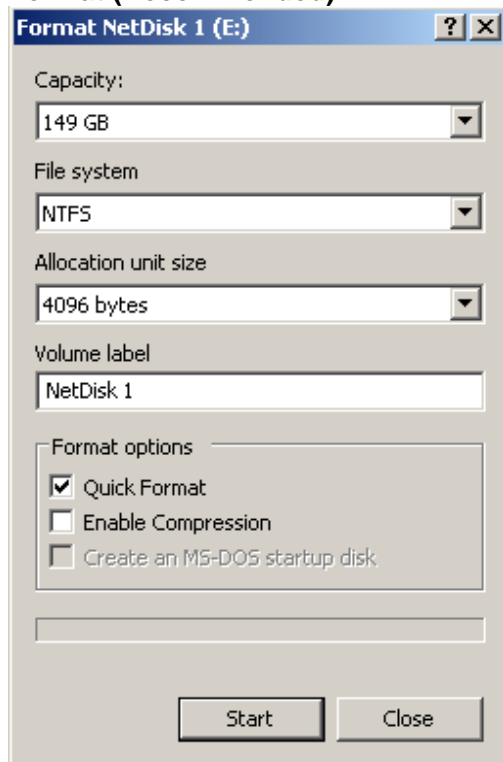 Format NetDisk 1 (E:)
Capacity:
149 GB
File system
NTFS
Allocation unit size
4096 bytes
Volume label
NetDisk 1
Format options
Quick Format
Enable Compression
Create an MS-DOS startup disk
Start Close